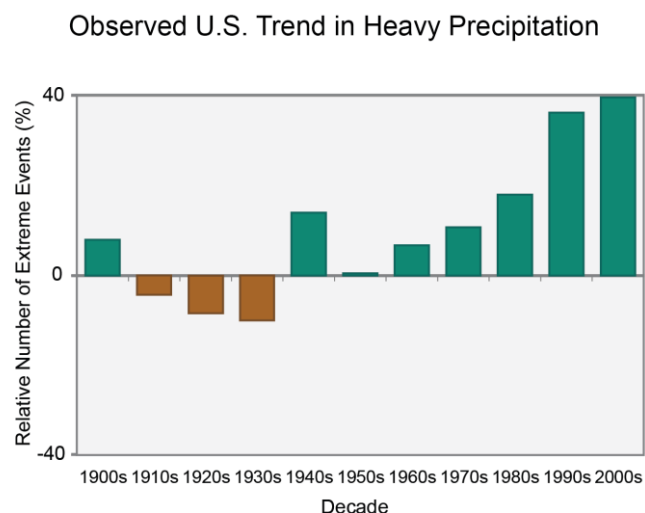 Observed U.S. Trend in Heavy Precipitation
Relative Number of Extreme Events (%)
40
0
-40
1900s 1910s 1920s 1930s 1940s 1950s 1960s 1970s 1980s 1990s 2000s
Decade